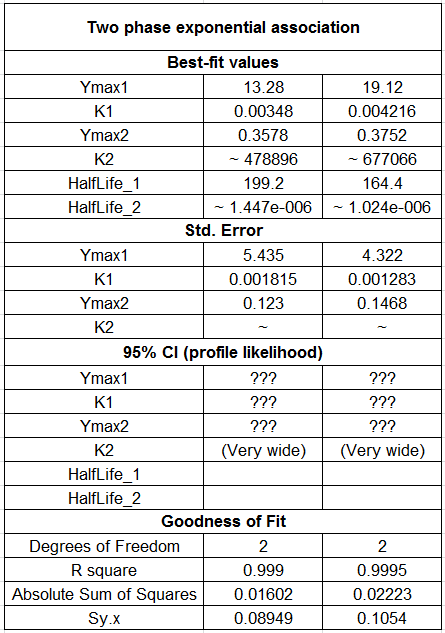 Two phase exponential association
Best-fit values
Ymax1 13.28 19.12
K1 0.00348 0.004216
Ymax2 0.3578 0.3752
K2 ~ 478896 ~ 677066
HalfLife_1 199.2 164.4
HalfLife_2 ~ 1.447e-006 ~ 1.024e-006
Std. Error
Ymax1 5.435 4.322
K1 0.001815 0.001283
Ymax2 0.123 0.1468
K2 ~ ~
95% CI (profile likelihood)
Ymax1 ??? ???
K1 ??? ???
Ymax2 ??? ???
K2 (Very wide) (Very wide)
HalfLife_1
HalfLife_2
Goodness of Fit
Degrees of Freedom 2 2
R square 0.999 0.9995
Absolute Sum of Squares 0.01602 0.02223
Sy.x 0.08949 0.1054